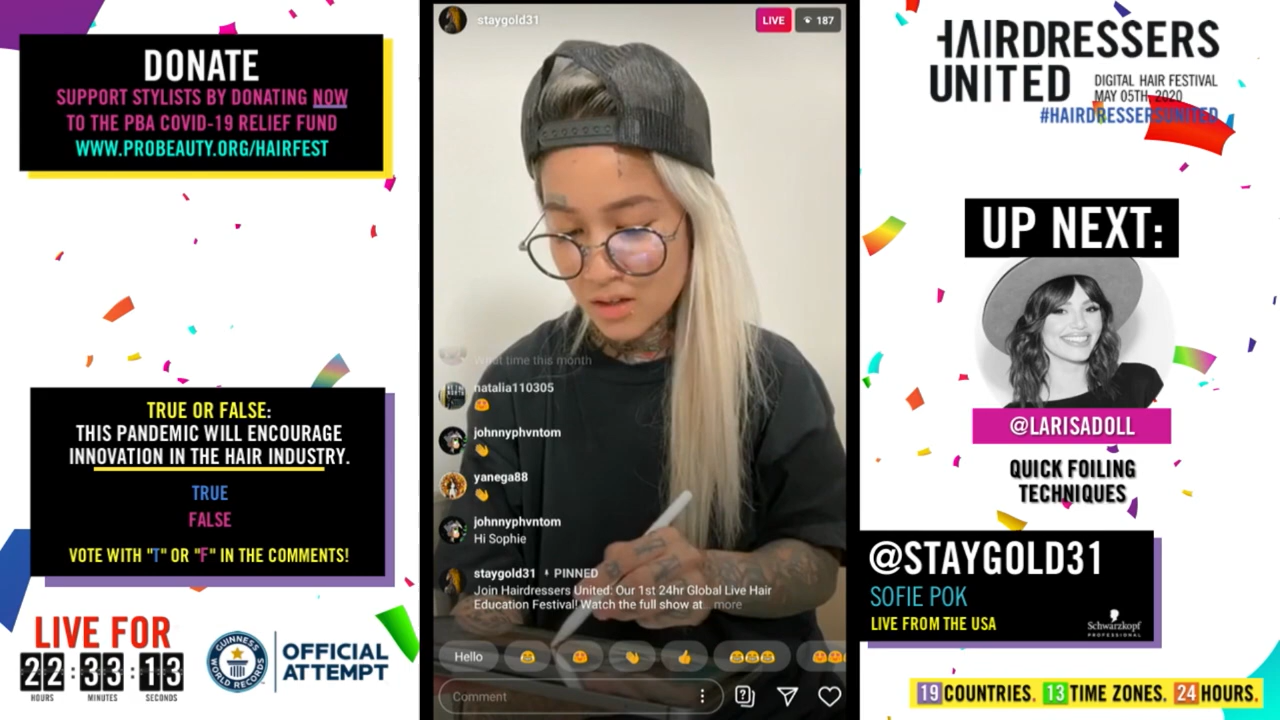 DONATE
SUPPORT STYLISTS BY DONATING NOW
TO THE PBA COVID-19 RELIEF FUND
WWW.PROBEAUTY.ORG/HAIRFEST
TRUE OR FALSE:
THIS PANDEMIC WILL ENCOURAGE
INNOVATION IN THE HAIR INDUSTRY.
TRUE
FALSE
VOTE WITH "T" OR "F" IN THE COMMENTS!
LIVE FOR
22:33:13
HOURS MINUTES SECONDS
GUINNESS WORLD RECORDS
OFFICIAL
ATTEMPT
staygold31
LIVE 187
What time this month
natalia110305
johnnyphvntom
yanega88
johnnyphvntom
Hi Sophie
staygold31 PINNED
Join Hairdressers United: Our 1st 24hr Global Live Hair
Education Festival! Watch the full show at... more
Hello
Comment
HAIRDRESSERS
UNITED
DIGITAL HAIR FESTIVAL
MAY 05TH, 2020
#HAIRDRESSERSUNITED
UP NEXT:
@LARISADOLL
QUICK FOILING
TECHNIQUES
@STAYGOLD31
SOFIE POK
LIVE FROM THE USA
Schwarzkopf
PROFESSIONAL
19 COUNTRIES. 13 TIME ZONES. 24 HOURS.